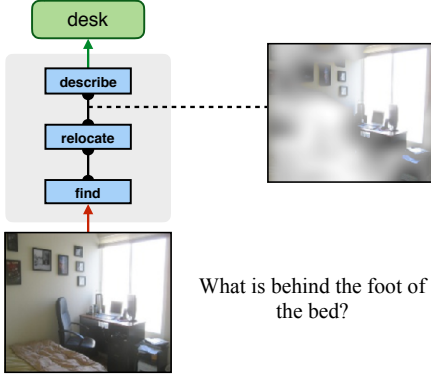 desk
describe
relocate
find
What is behind the foot of
the bed?